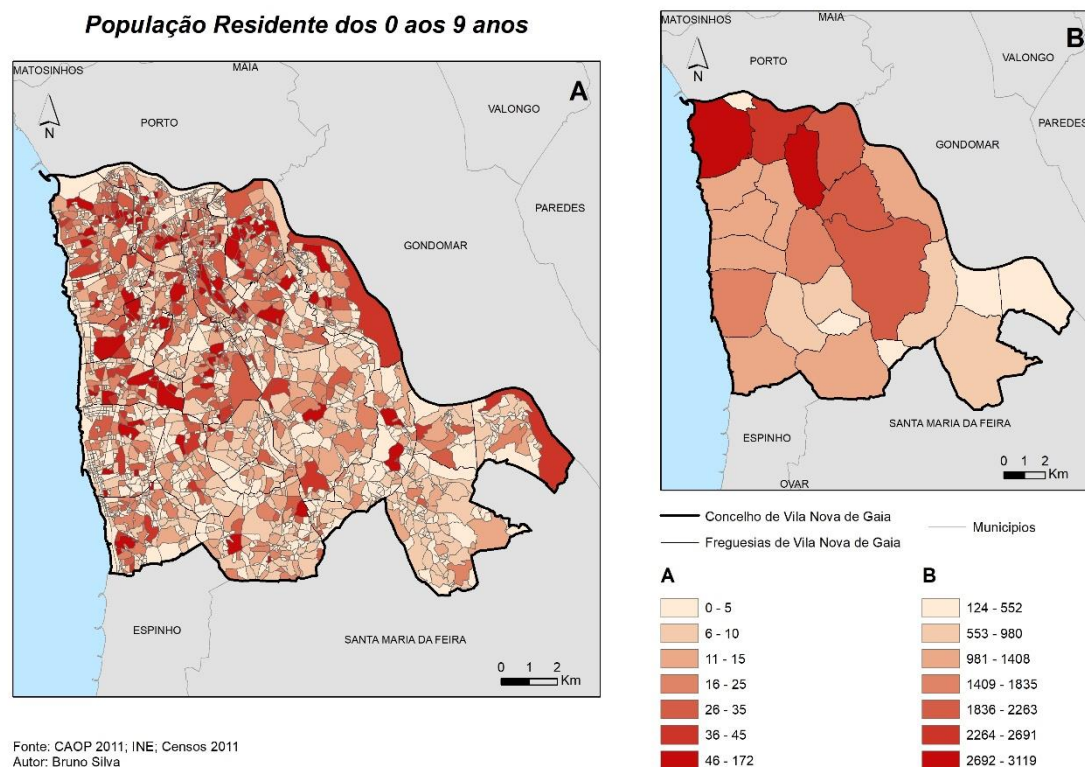 População Residente dos 0 aos 9 anos
A
MATOSINHOS
MAIA
VALONGO
N
PORTO
GONDOMAR
PAREDES
ESPINHO
SANTA MARIA DA FEIRA
0 1 2
Km
B
MATOSINHOS
MAIA
VALONGO
N
PORTO
PAREDES
GONDOMAR
SANTA MARIA DA FEIRA
ESPINHO
OVAR
0 1 2
Km
Concelho de Vila Nova de Gaia
Municipios
Freguesias de Vila Nova de Gaia
A
0 - 5
6 - 10
11 - 15
16 - 25
26 - 35
36 - 45
46 - 172
B
124 - 552
553 - 980
981 - 1408
1409 - 1835
1836 - 2263
2264 - 2691
2692 - 3119
Fonte: CAOP 2011; INE; Censos 2011
Autor: Bruno Silva